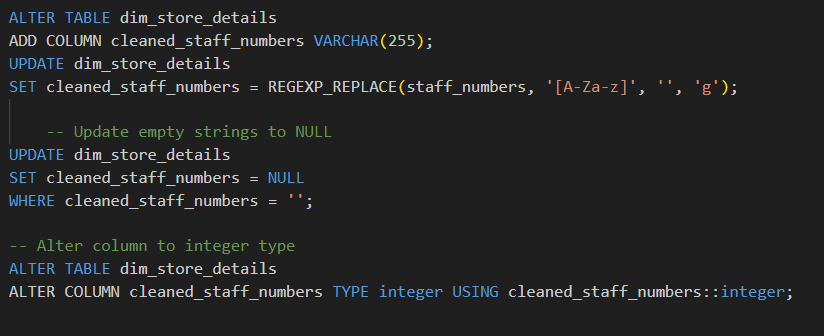 ALTER TABLE dim_store_details
ADD COLUMN cleaned_staff_numbers VARCHAR(255);
UPDATE dim_store_details
SET cleaned_staff_numbers = REGEXP_REPLACE(staff_numbers, '[A-Za-z]', '', 'g');
-- Update empty strings to NULL
UPDATE dim_store_details
SET cleaned_staff_numbers = NULL
WHERE cleaned_staff_numbers = '';
-- Alter column to integer type
ALTER TABLE dim_store_details
ALTER COLUMN cleaned_staff_numbers TYPE integer USING cleaned_staff_numbers::integer;